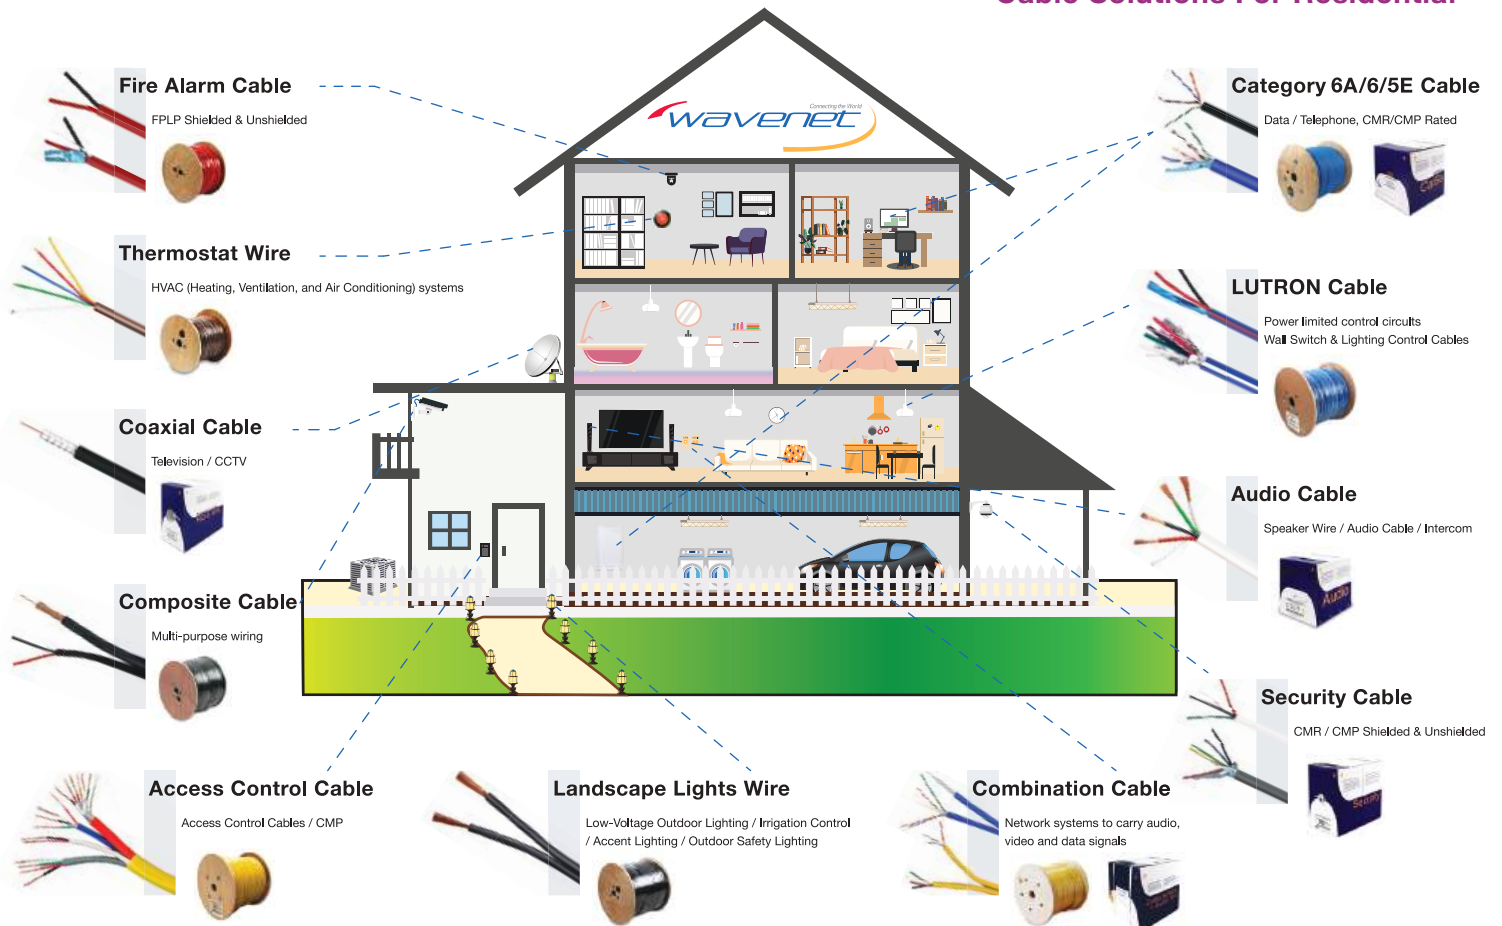 Cable Solutions For Residential
Connecting the World
wavenet
Fire Alarm Cable
FPLP Shielded & Unshielded
Thermostat Wire
HVAC (Heating, Ventilation, and Air Conditioning) systems
Coaxial Cable
Television / CCTV
Composite Cable
Multi-purpose wiring
Access Control Cable
Access Control Cables / CMP
Landscape Lights Wire
Low-Voltage Outdoor Lighting / Irrigation Control
/ Accent Lighting / Outdoor Safety Lighting
Combination Cable
Network systems to carry audio,
video and data signals
Category 6A/6/5E Cable
Data / Telephone, CMR/CMP Rated
LUTRON Cable
Power limited control circuits
Wall Switch & Lighting Control Cables
Audio Cable
Speaker Wire / Audio Cable / Intercom
Audio
Security Cable
CMR / CMP Shielded & Unshielded
Security